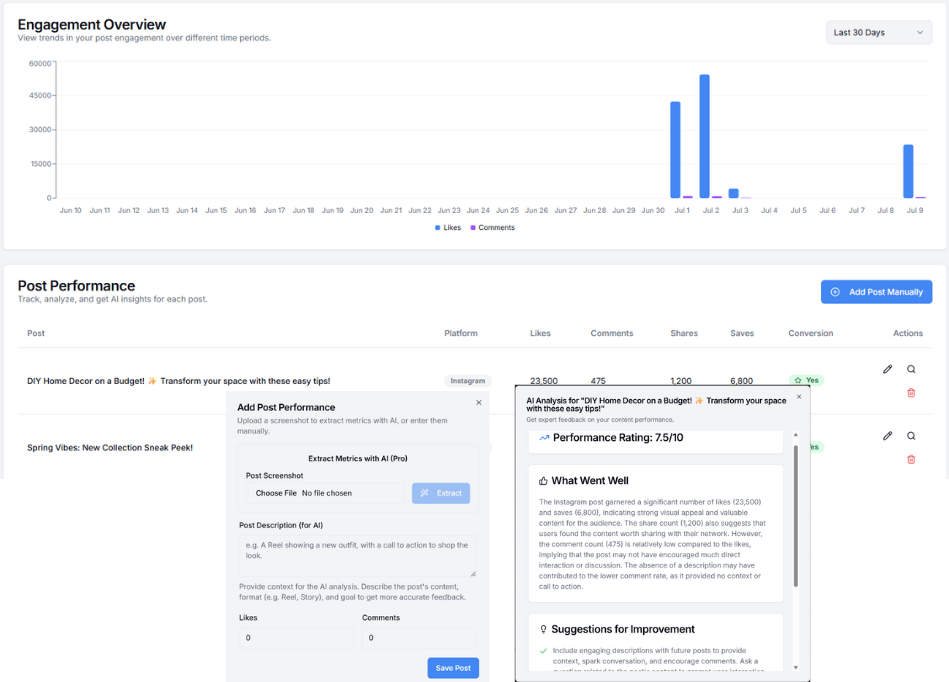 Engagement Overview
View trends in your post engagement over different time periods.
Last 30 Days
60000
45000
30000
15000
0
Jun 10 Jun 11 Jun 12 Jun 13 Jun 14 Jun 15 Jun 16 Jun 17 Jun 18 Jun 19 Jun 20 Jun 21 Jun 22 Jun 23 Jun 24 Jun 25 Jun 26 Jun 27 Jun 28 Jun 29 Jun 30 Jul 1 Jul 2 Jul 3 Jul 4 Jul 5 Jul 6 Jul 7 Jul 8 Jul 9
Likes Comments
Post Performance
Track, analyze, and get AI insights for each post.
Add Post Manually
Post Platform Likes Comments Shares Saves Conversion Actions
DIY Home Decor on a Budget! ✨ Transform your space with these easy tips! Instagram 23,500 475 1,200 6,800 Yes
Spring Vibes: New Collection Sneak Peek!
Add Post Performance
Upload a screenshot to extract metrics with AI, or enter them
manually.
Extract Metrics with AI (Pro)
Post Screenshot
Choose File No file chosen
Extract
Post Description (for AI)
e.g. A Reel showing a new outfit, with a call to action to shop the
look.
Provide context for the AI analysis. Describe the post's content,
format (e.g. Reel, Story), and goal to get more accurate feedback.
Likes Comments
0 0
Save Post
AI Analysis for "DIY Home Decor on a Budget! ✨ Transform your space
with these easy tips!"
Get expert feedback on your content performance.
Performance Rating: 7.5/10
What Went Well
The Instagram post garnered a significant number of likes (23,500)
and saves (6,800), indicating strong visual appeal and valuable
content for the audience. The share count (1,200) also suggests that
users found the content worth sharing with their network. However,
the comment count (475) is relatively low compared to the likes,
implying that the post may not have encouraged much direct
interaction or discussion. The absence of a description may have
contributed to the lower comment rate, as it provided no context or
call to action.
Suggestions for Improvement
Include engaging descriptions with future posts to provide
context, spark conversation, and encourage comments. Ask a